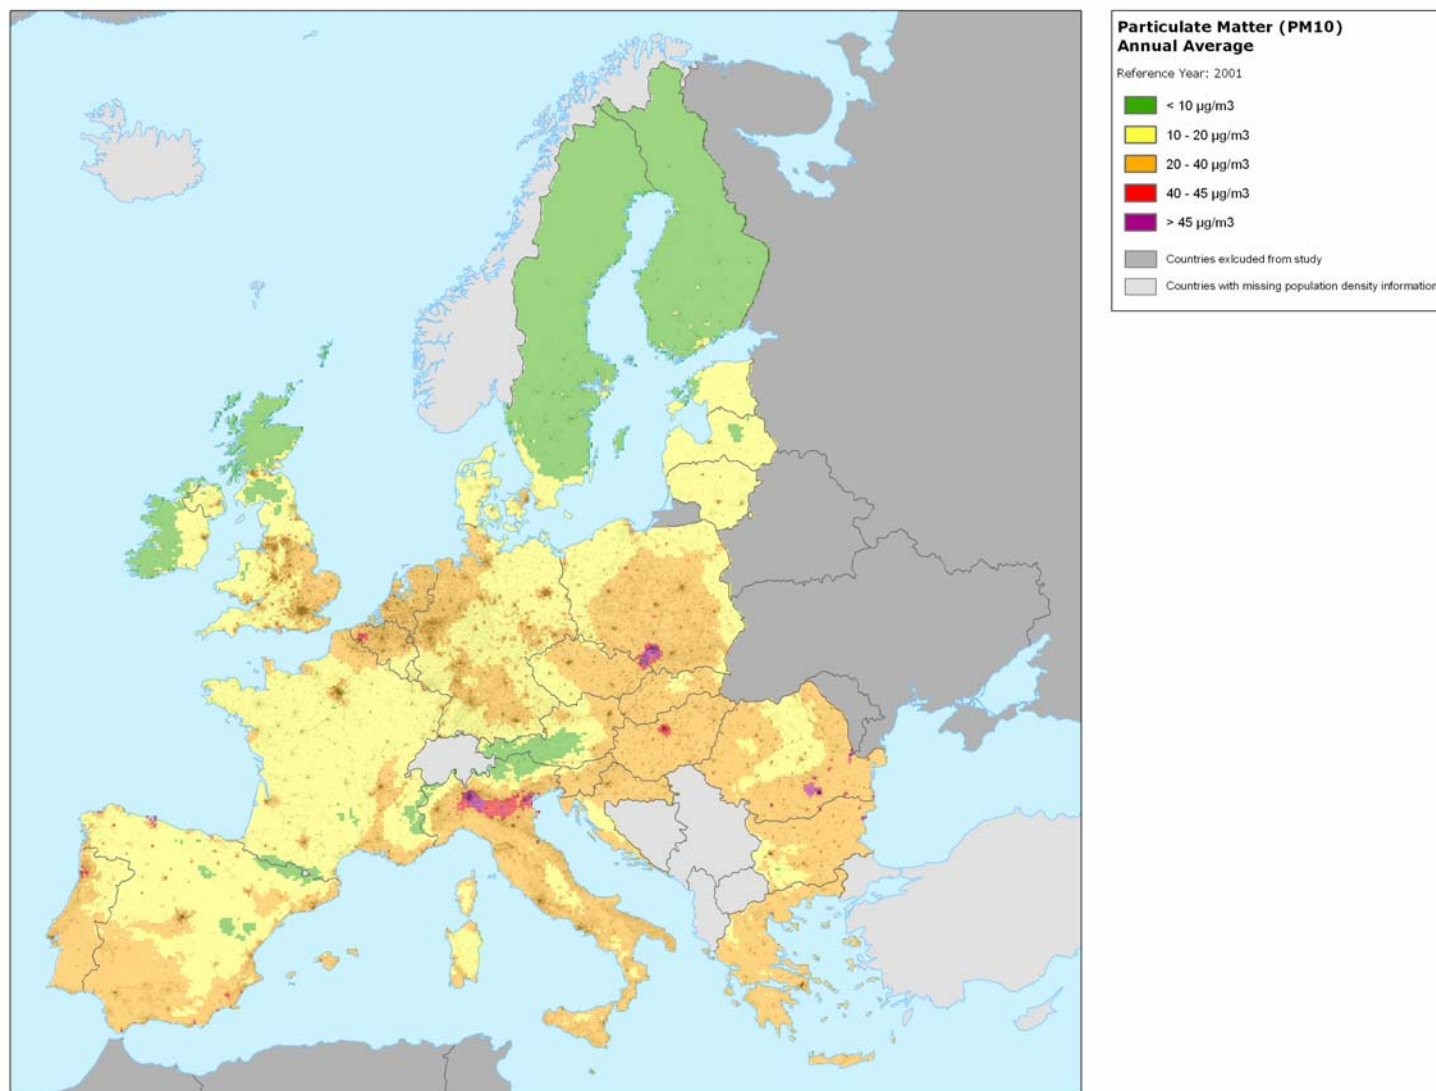 Particulate Matter (PM10)
Annual Average
Reference Year: 2001
< 10 µg/m3
10 - 20 µg/m3
20 - 40 µg/m3
40 - 45 µg/m3
> 45 µg/m3
Countries exlcuded from study
Countries with missing population density information